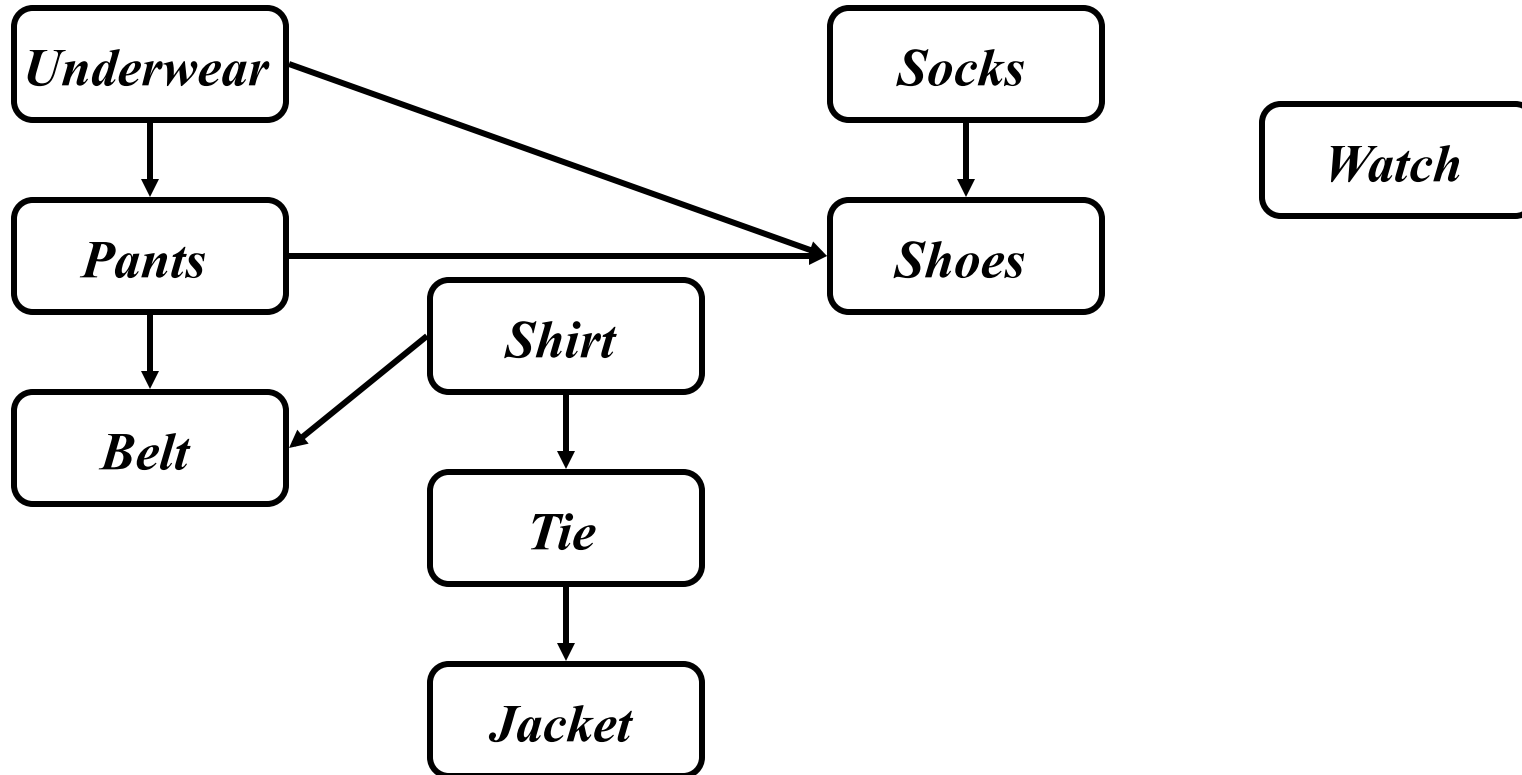 Underwear
Socks
Watch
Pants
Shoes
Shirt
Belt
Tie
Jacket